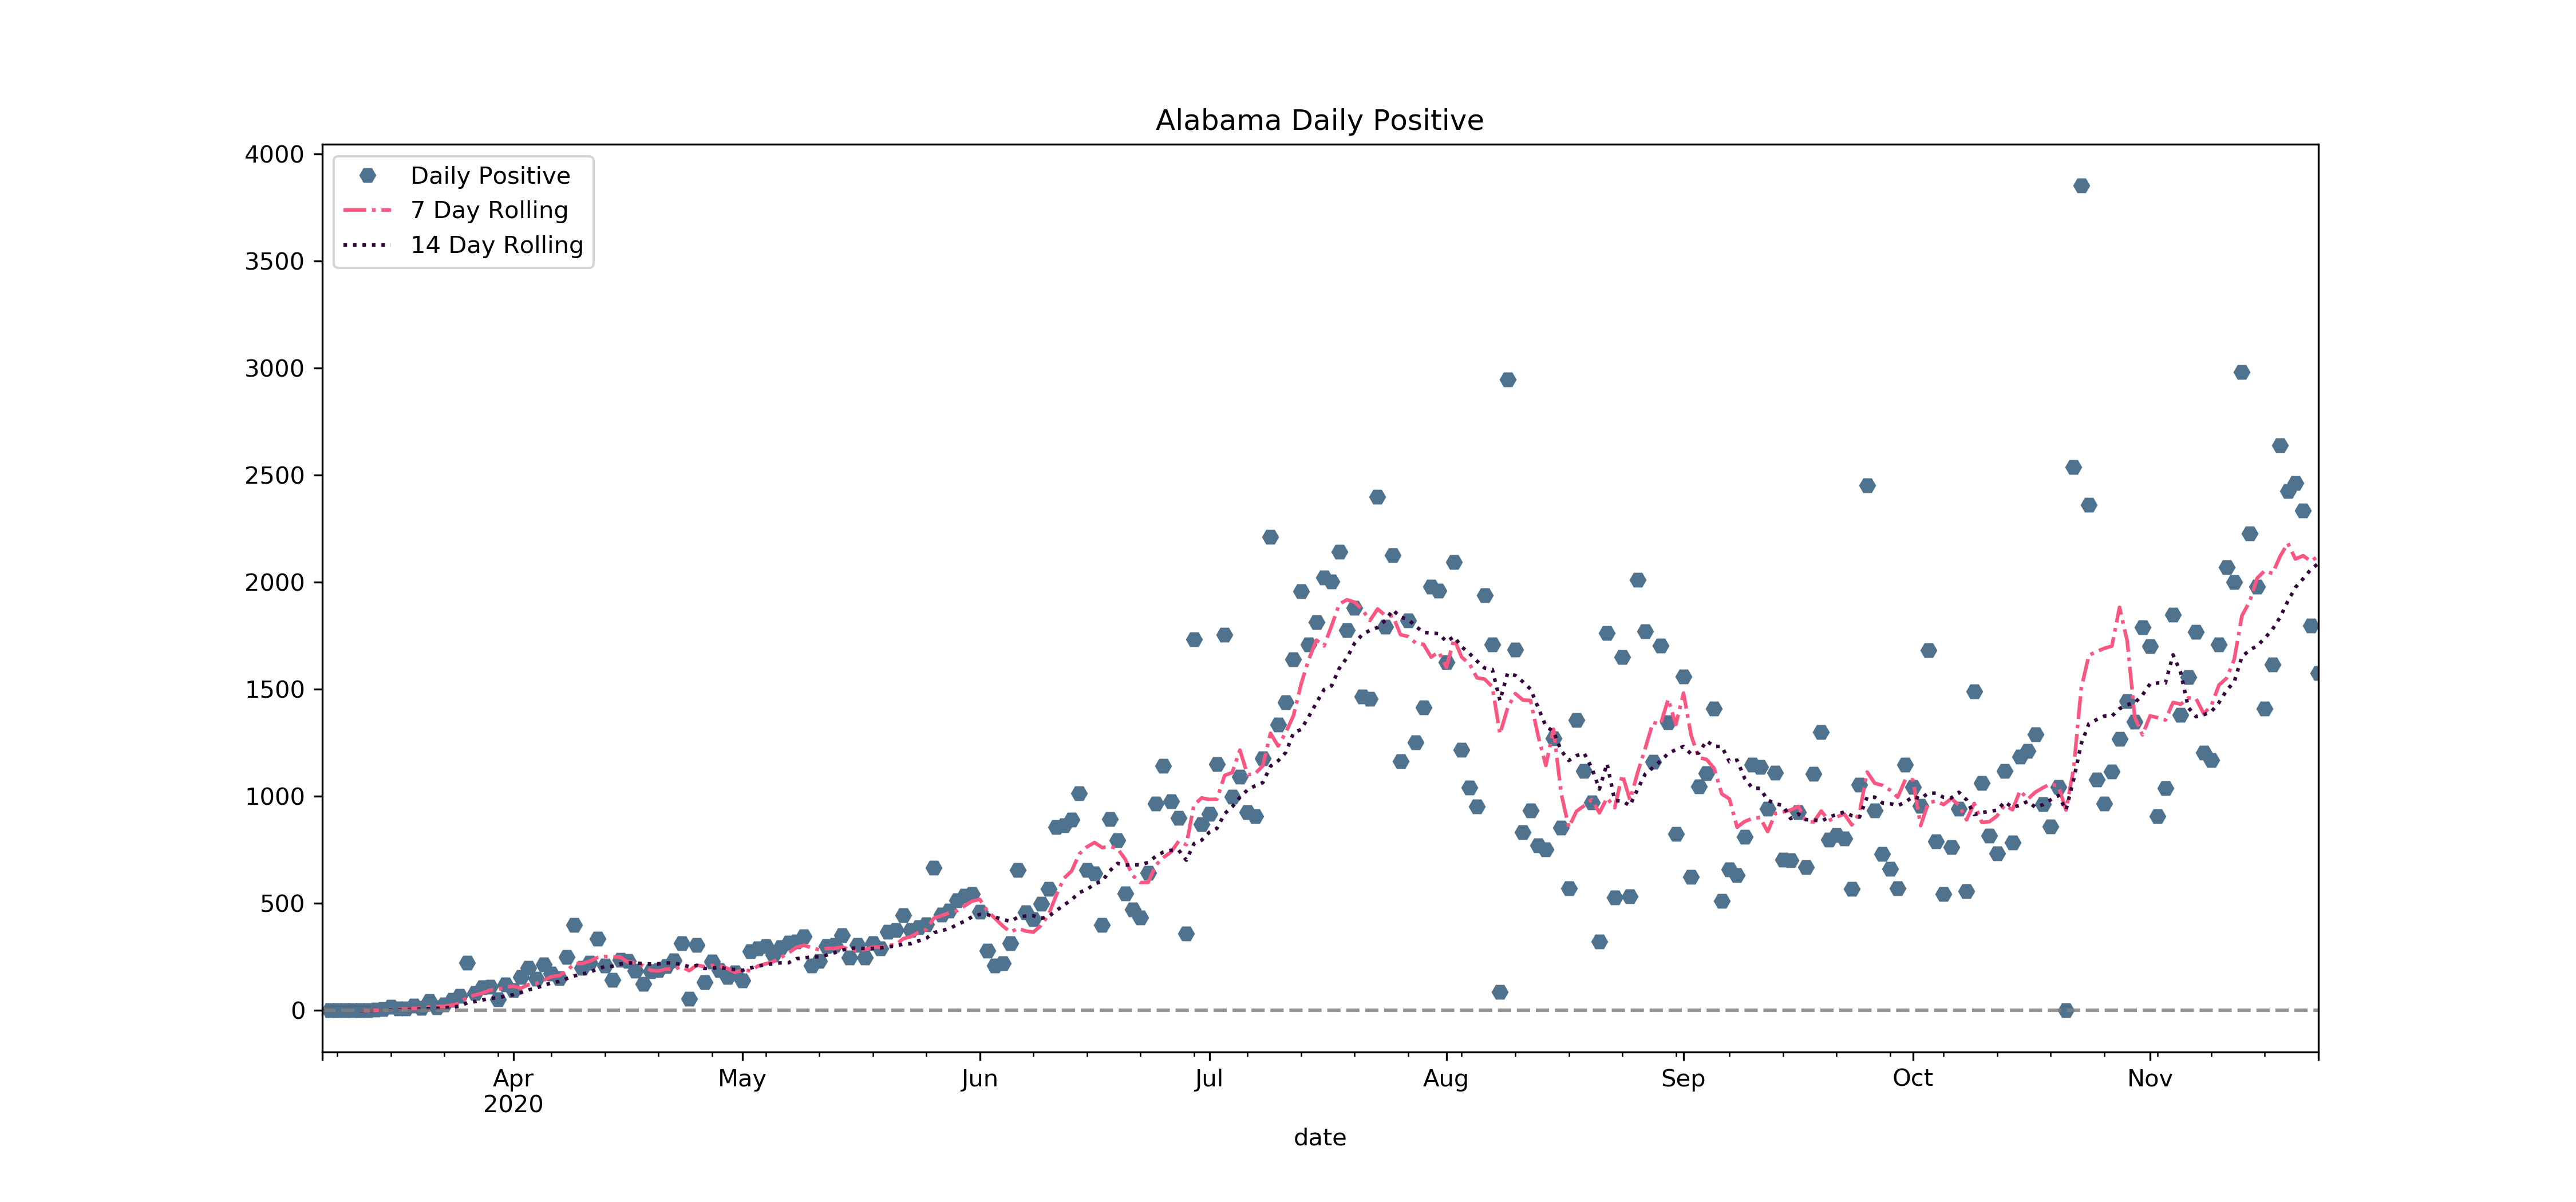 Alabama Daily Positive
4000
3500
3000
2500
2000
1500
1000
500
0
Daily Positive
7 Day Rolling
14 Day Rolling
Apr May Jun Jul Aug Sep Oct Nov
2020
date